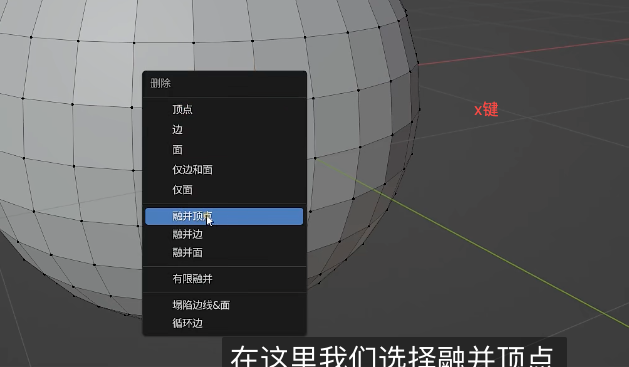 删除
顶点
x键
边
面
仅边和面
仅面
融并顶点
融并边
融并面
有限融并
塌陷边线&面
循环边
在这里我们选择融并顶点